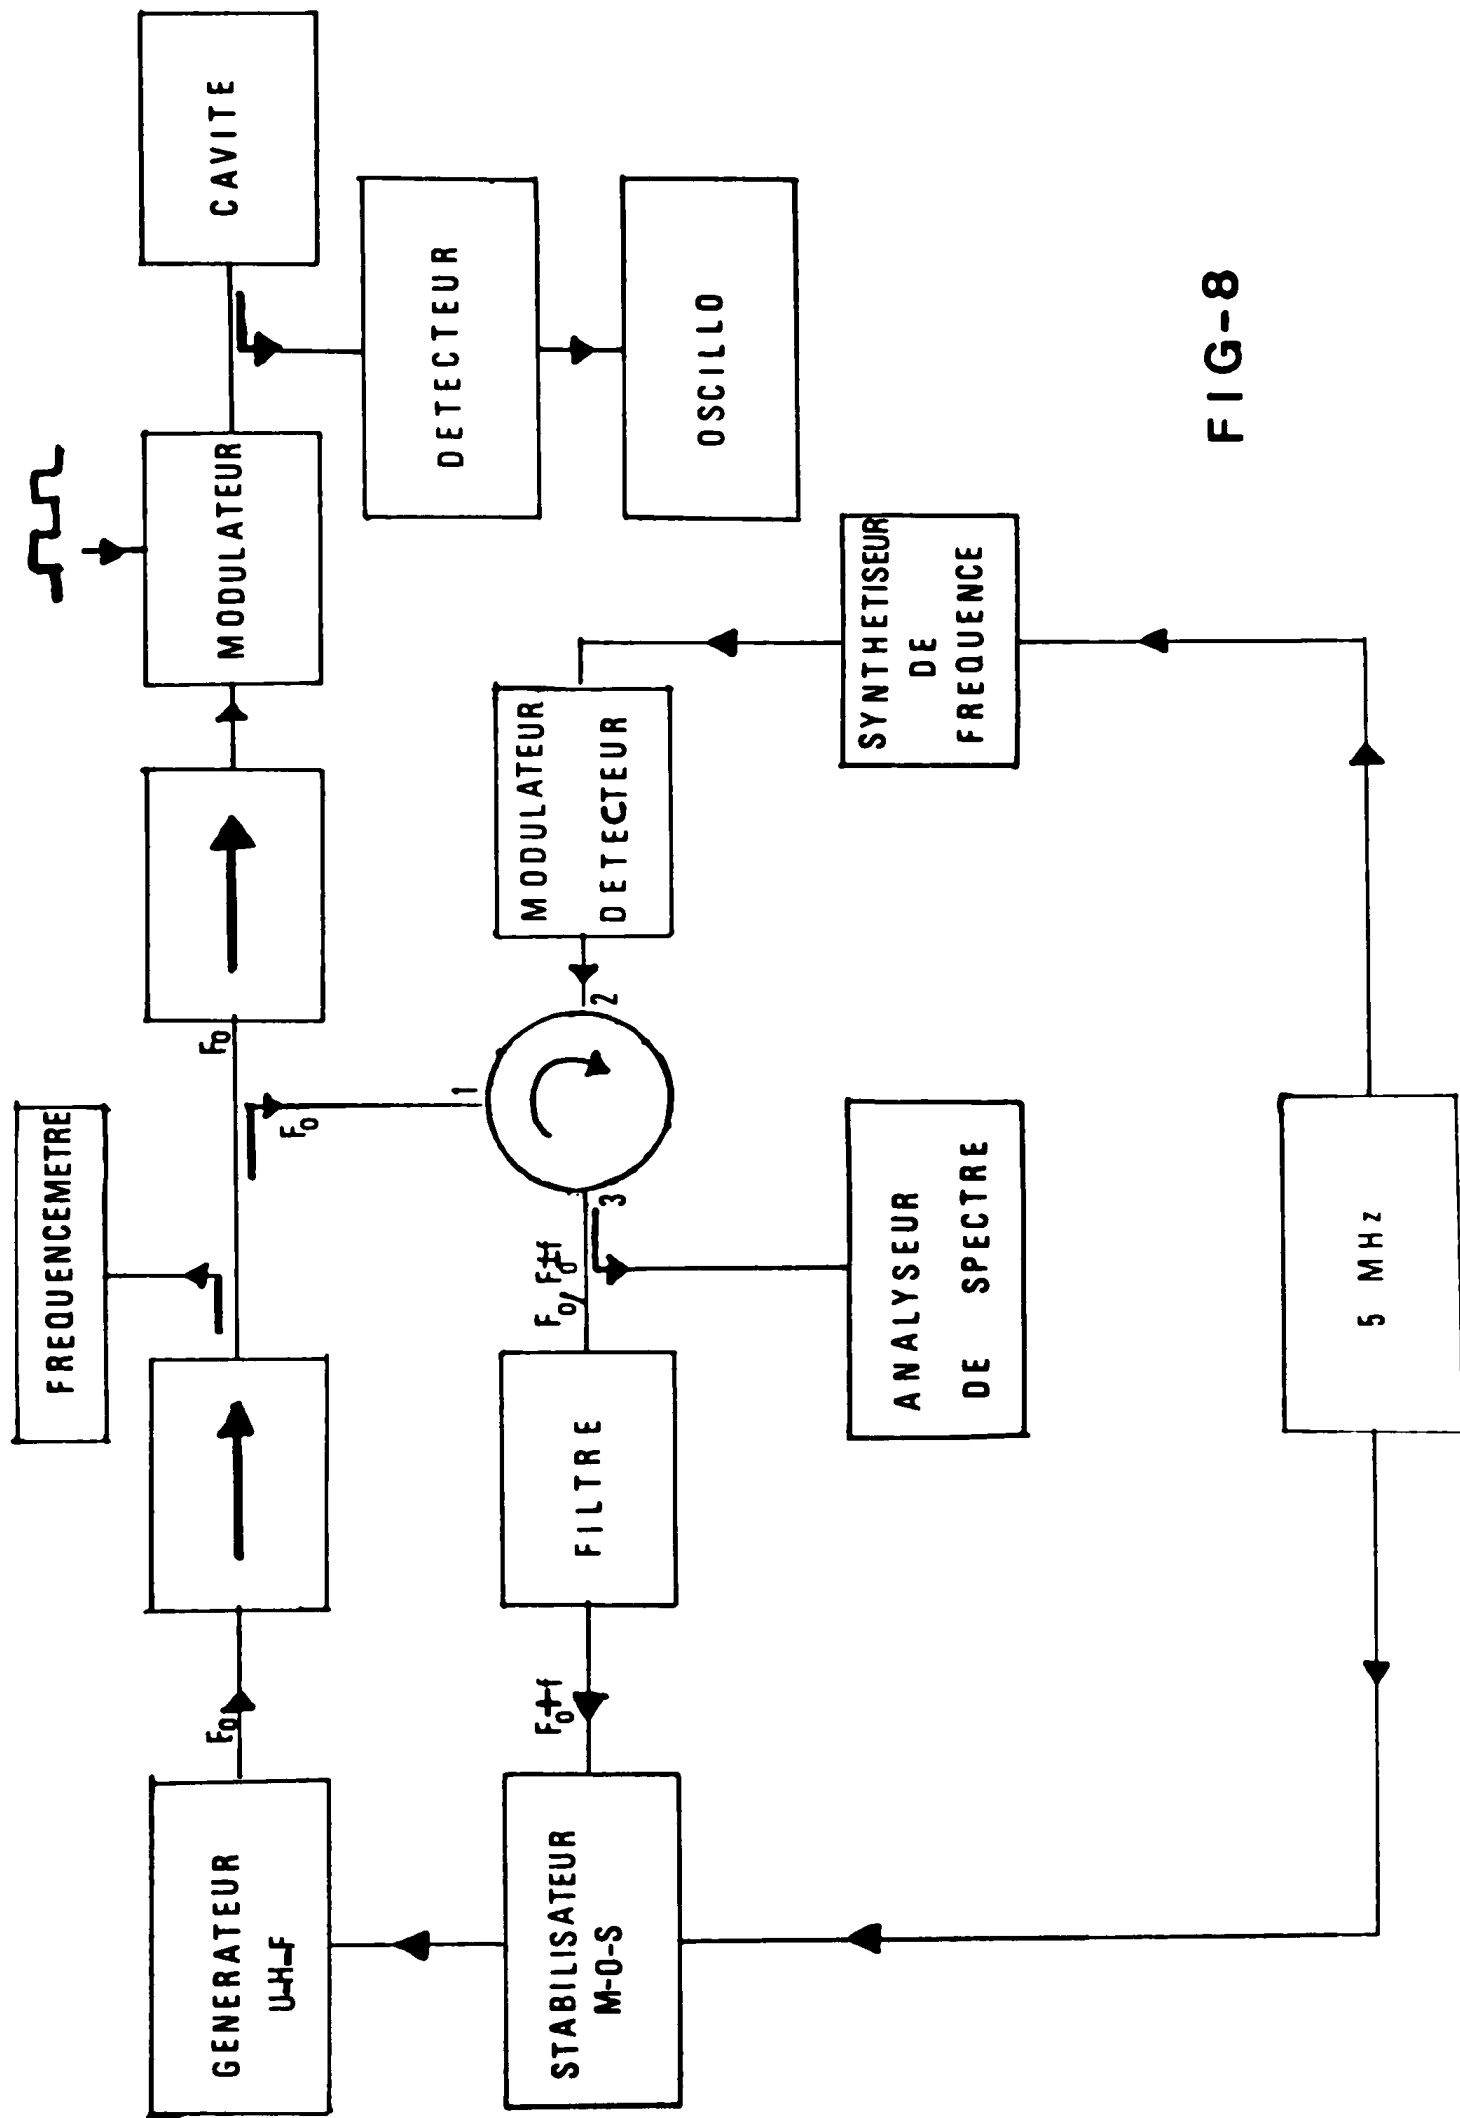 FREQUENCEMETRE
GENERATEUR
U-H-F
F0
F0
MODULATEUR
CAVITE
F0
1
2
3
F0, F0±f
F0±f
STABILISATEUR
M-O-S
FILTRE
MODULATEUR
DETECTEUR
DETECTEUR
OSCILLO
ANALYSEUR
DE SPECTRE
SYNTHETISEUR
DE
FREQUENCE
5 MHz
FIG-8